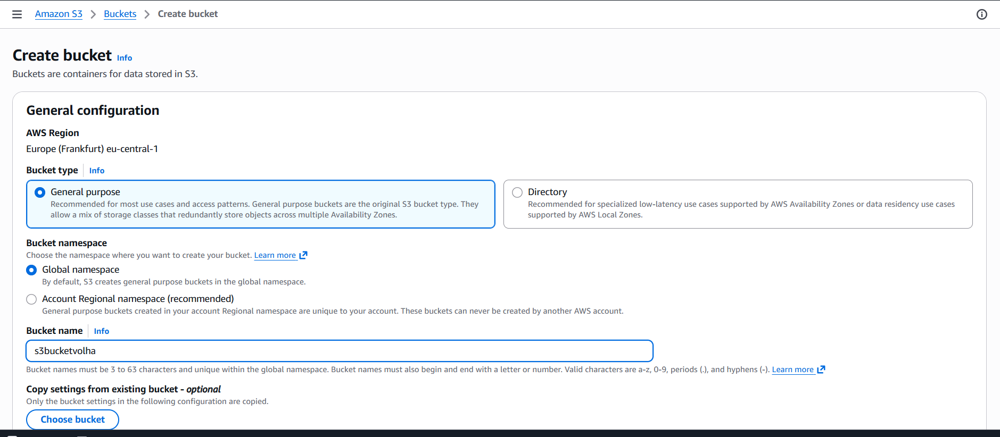 Amazon S3 > Buckets > Create bucket
Create bucket Info
Buckets are containers for data stored in S3.
General configuration
AWS Region
Europe (Frankfurt) eu-central-1
Bucket type Info
General purpose
Recommended for most use cases and access patterns. General purpose buckets are the original S3 bucket type. They
allow a mix of storage classes that redundantly store objects across multiple Availability Zones.
Directory
Recommended for specialized low-latency use cases supported by AWS Availability Zones or data residency use cases
supported by AWS Local Zones.
Bucket namespace
Choose the namespace where you want to create your bucket. Learn more
Global namespace
By default, S3 creates general purpose buckets in the global namespace.
Account Regional namespace (recommended)
General purpose buckets created in your account Regional namespace are unique to your account. These buckets can never be created by another AWS account.
Bucket name Info
s3bucketvolha
Bucket names must be 3 to 63 characters and unique within the global namespace. Bucket names must also begin and end with a letter or number. Valid characters are a-z, 0-9, periods (.), and hyphens (-). Learn more
Copy settings from existing bucket - optional
Only the bucket settings in the following configuration are copied.
Choose bucket